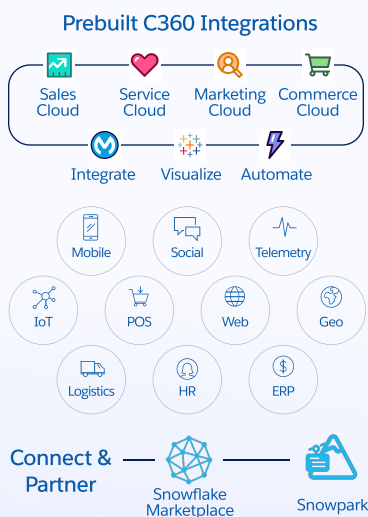 Prebuilt C360 Integrations
Sales Cloud
Service Cloud
Marketing Cloud
Commerce Cloud
Integrate
Visualize
Automate
Mobile
Social
Telemetry
IoT
POS
Web
Geo
Logistics
HR
ERP
Connect &
Partner
Snowflake
Marketplace
Snowpark